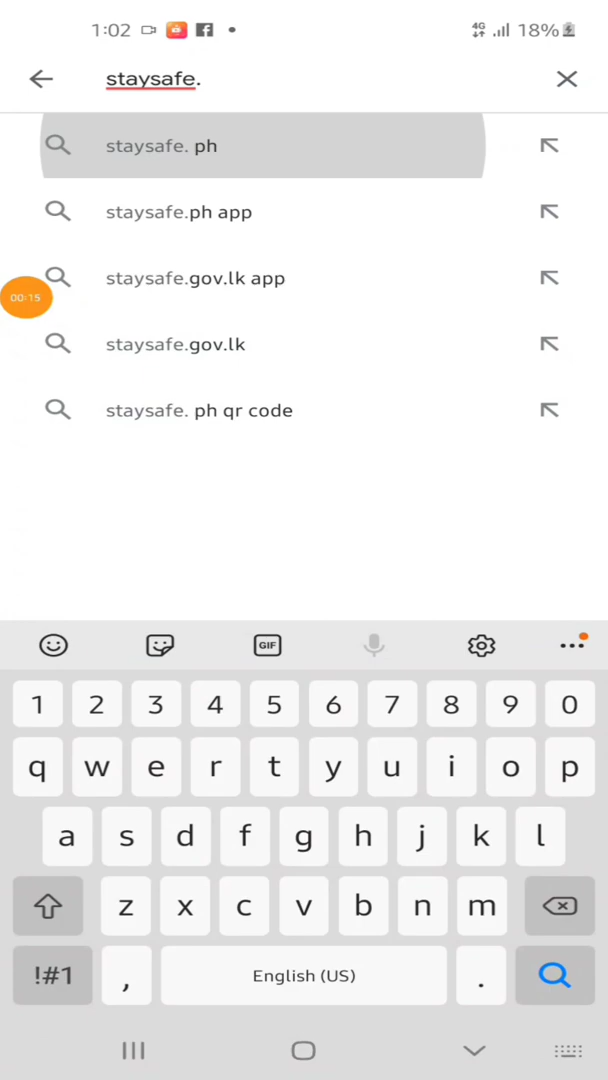 1:02 4G 18%
staysafe.
staysafe. ph
staysafe.ph app
staysafe.gov.lk app
00:15
staysafe.gov.lk
staysafe. ph qr code
GIF
1 2 3 4 5 6 7 8 9 0
q w e r t y u i o p
a s d f g h j k l
z x c v b n m
!#1 , English (US) .